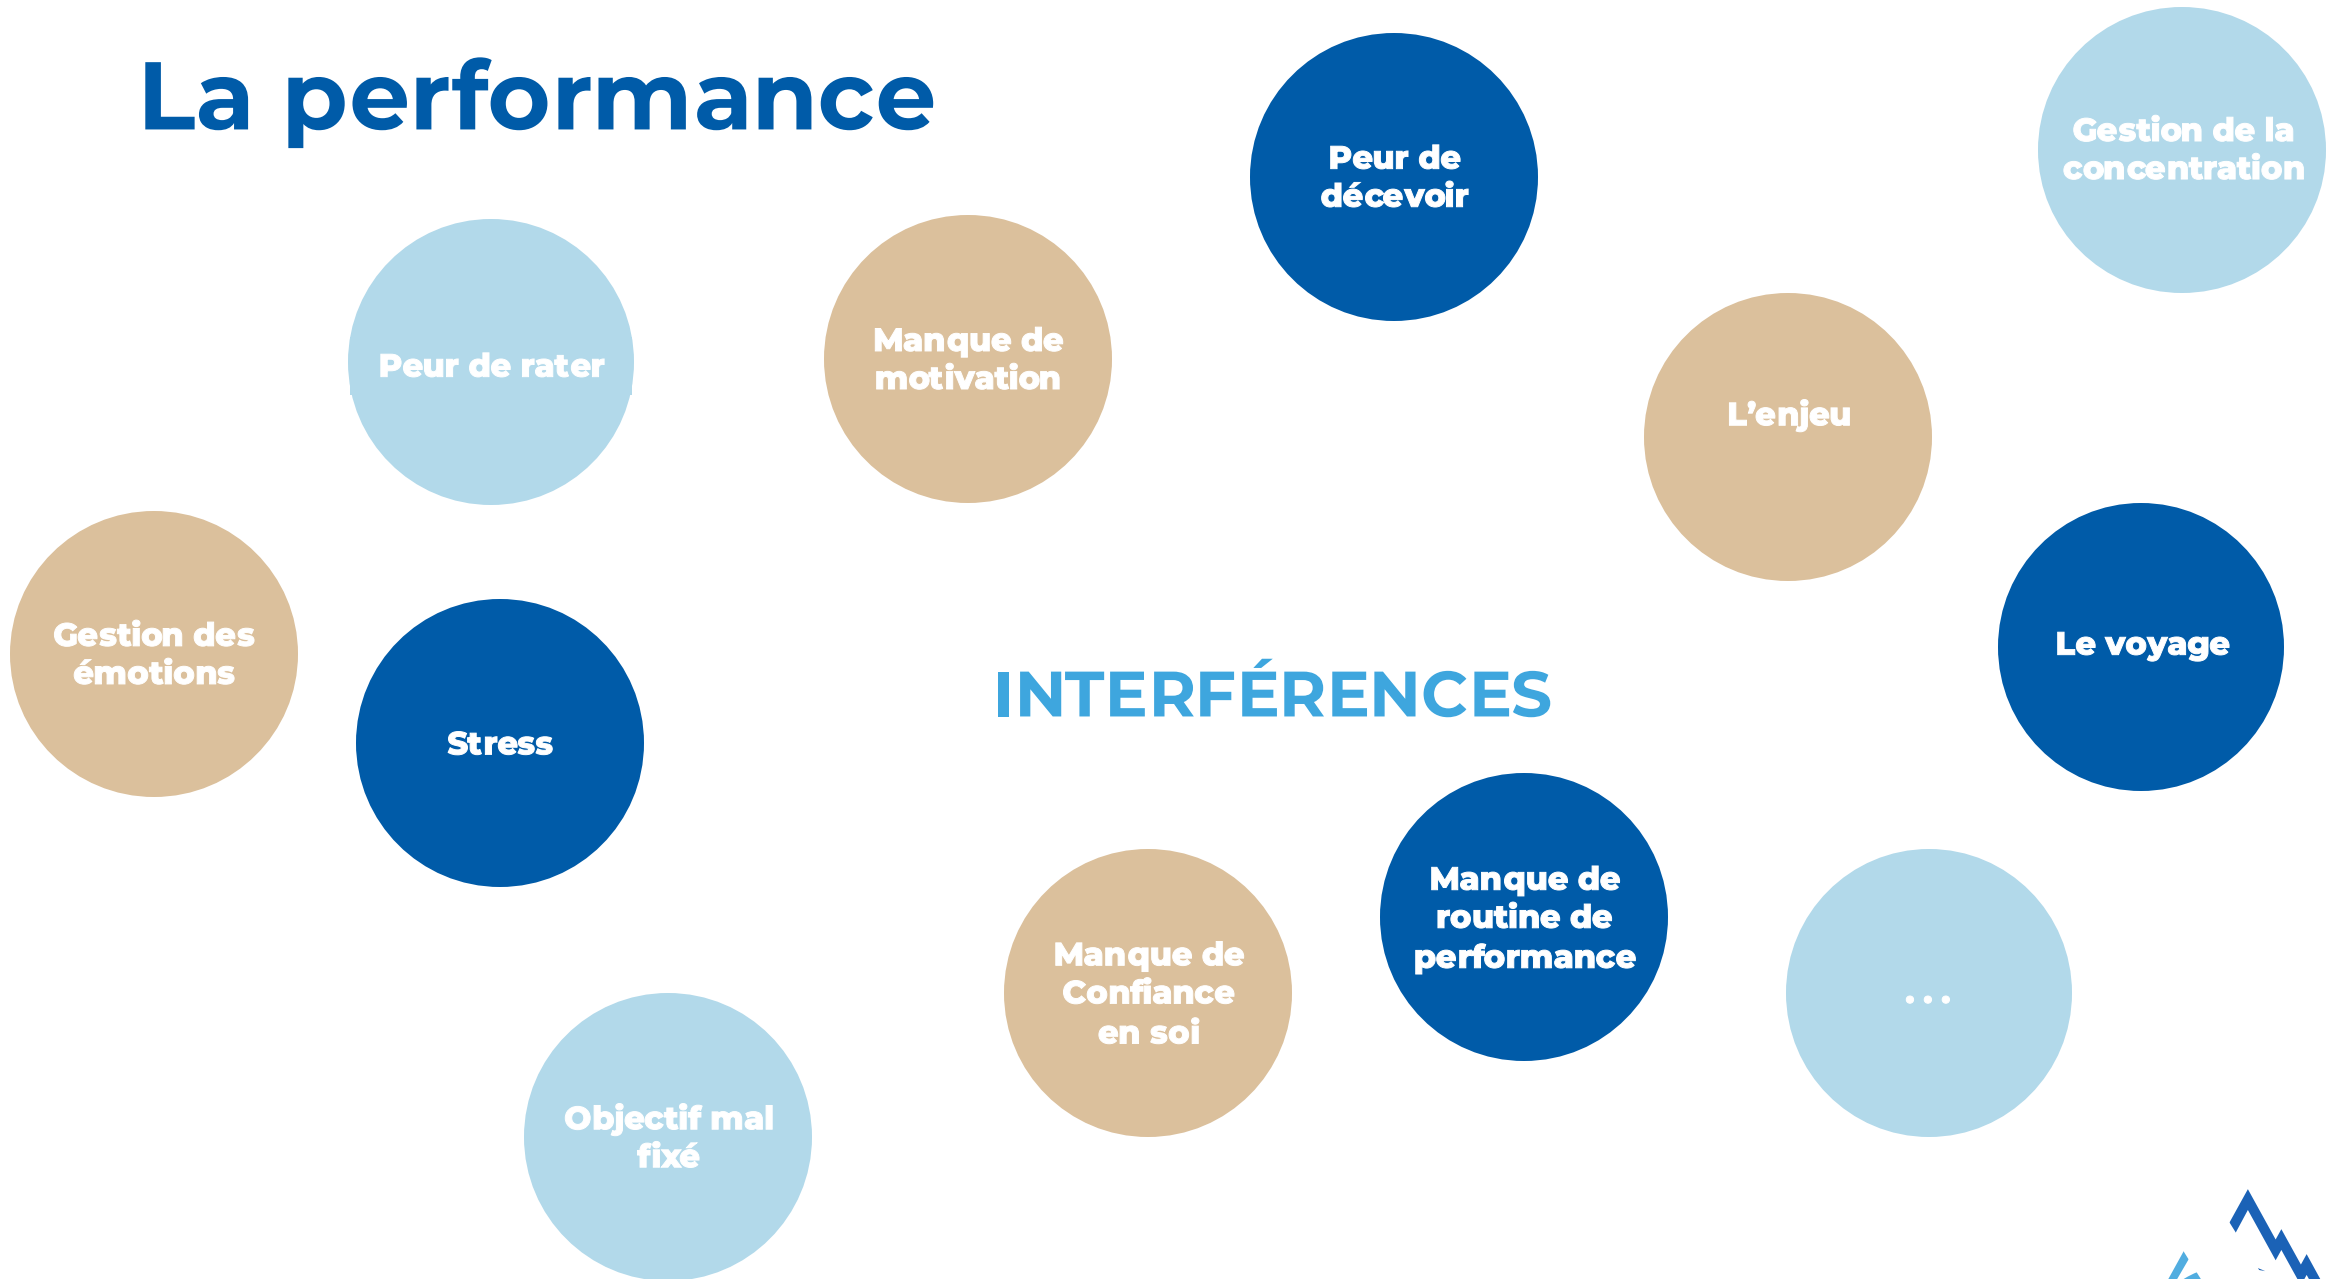 La performance
Peur de
décevoir
Gestion de la
concentration
Peur de rater
Manque de
motivation
L’enjeu
Gestion des
émotions
Stress
INTERFÉRENCES
Le voyage
Manque de
routine de
performance
Manque de
Confiance
en soi
...
Objectif mal
fixé